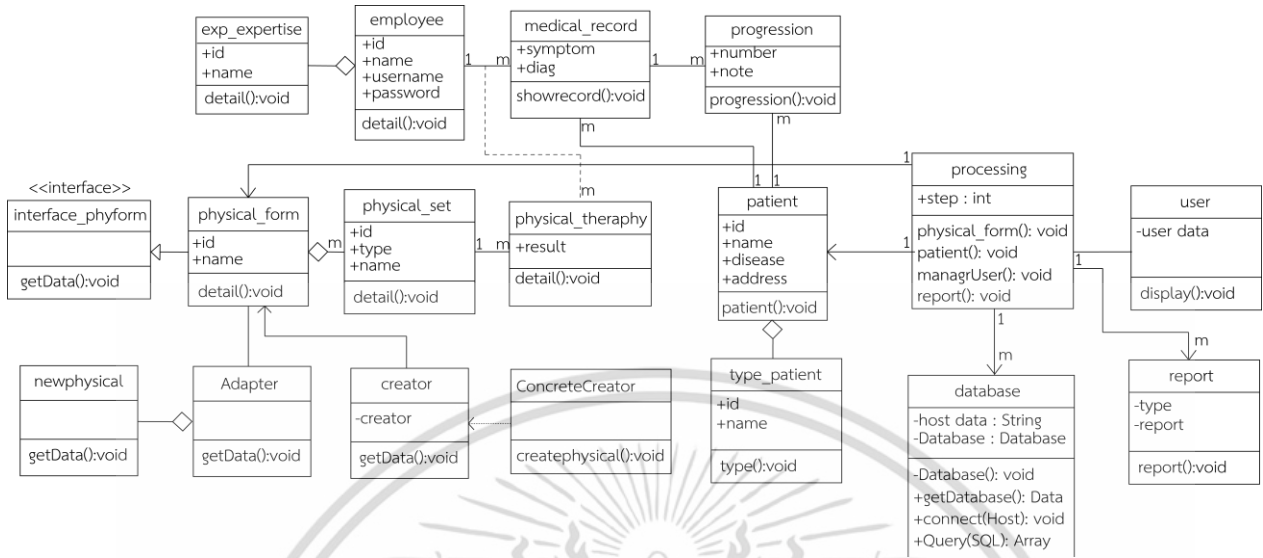 exp_expertise
+id
+name
detail():void
employee
+id
+name
+username
+password
detail():void
1
m
medical_record
+symptom
+diag
showrecord():void
1
m
m
progression
+number
+note
progression():void
m
<<interface>>
interface_phyform
getData():void
physical_form
+id
+name
detail():void
m
physical_set
+id
+type
+name
detail():void
1
m
m
physical_theraphy
+result
detail():void
1
1
patient
+id
+name
+disease
+address
patient():void
1
1
processing
+step : int
physical_form(): void
patient(): void
managrUser(): void
report(): void
1
1
user
-user data
display():void
newphysical
getData():void
Adapter
getData():void
creator
-creator
getData():void
ConcreteCreator
createphysical():void
type_patient
+id
+name
type():void
m
database
-host data : String
-Database : Database
-Database(): void
+getDatabase(): Data
+connect(Host): void
+Query(SQL): Array
m
report
-type
-report
report():void